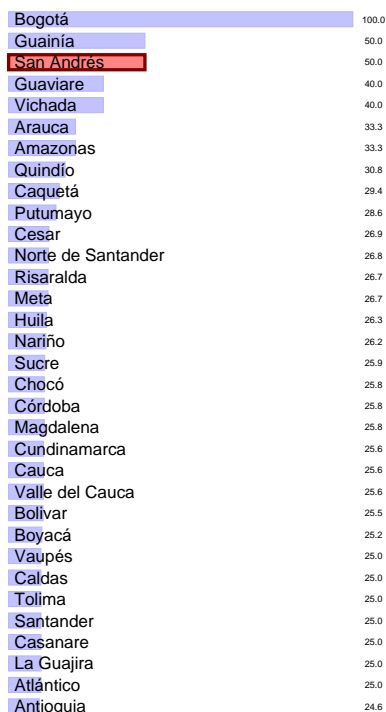 Bogotá 100.0
Guainía 50.0
San Andrés 50.0
Guaviare 40.0
Vichada 40.0
Arauca 33.3
Amazonas 33.3
Quindío 30.8
Caquetá 29.4
Putumayo 28.6
Cesar 26.9
Norte de Santander 26.8
Risaralda 26.7
Meta 26.7
Huila 26.3
Nariño 26.2
Sucre 25.9
Chocó 25.8
Córdoba 25.8
Magdalena 25.8
Cundinamarca 25.6
Cauca 25.6
Valle del Cauca 25.6
Bolivar 25.5
Boyacá 25.2
Vaupés 25.0
Caldas 25.0
Tolima 25.0
Santander 25.0
Casanare 25.0
La Guajira 25.0
Atlántico 25.0
Antioquia 24.6